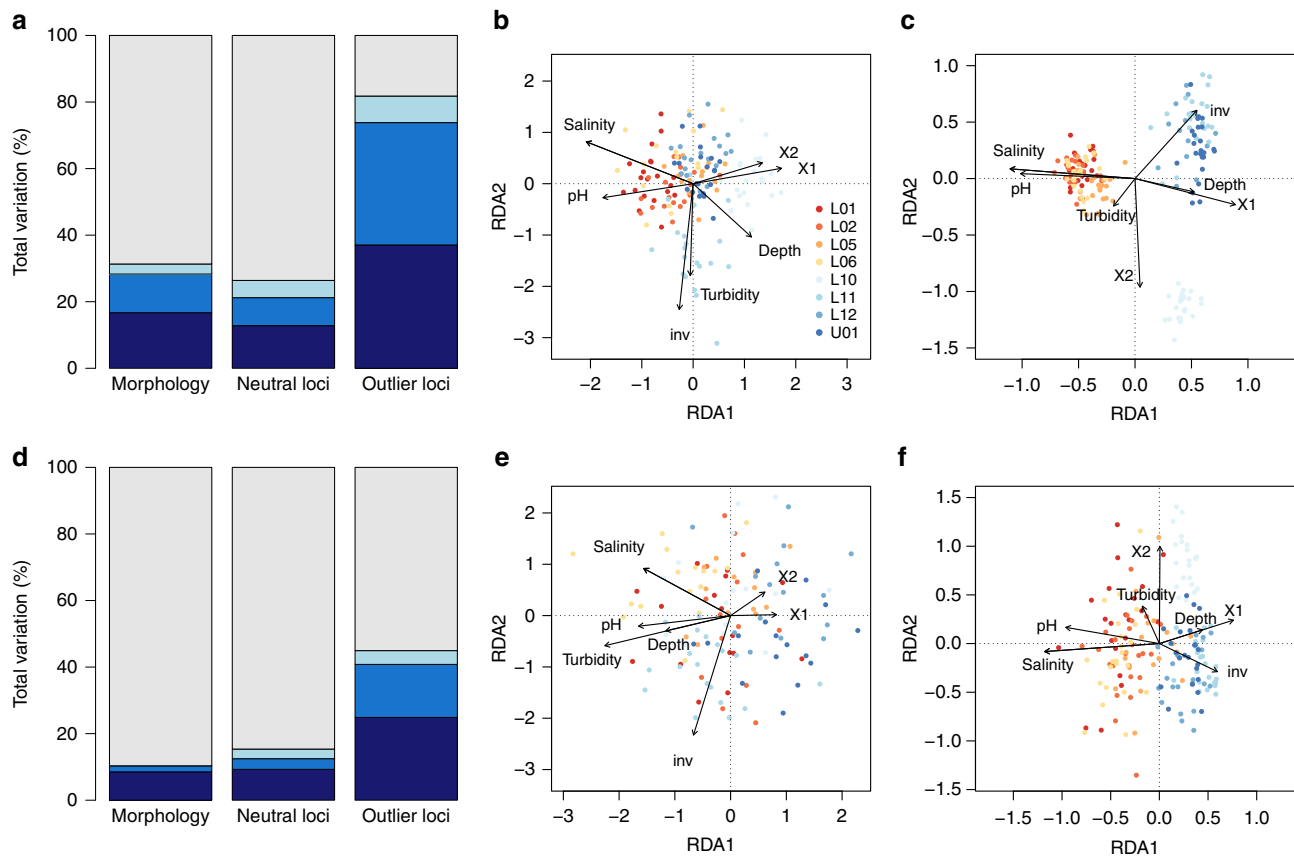 a
100
80
60
40
20
0
Total variation (%)
Morphology Neutral loci Outlier loci
b
2
1
0
−1
−2
−3
RDA2
Salinity
pH
X2
X1
Depth
Turbidity
inv
L01
L02
L05
L06
L10
L11
L12
U01
−2 −1 0 1 2 3
RDA1
c
1.0
0.5
0.0
−0.5
−1.0
−1.5
RDA2
inv
Salinity
pH
Depth
X1
Turbidity
X2
−1.0 −0.5 0.0 0.5 1.0
RDA1
d
100
80
60
40
20
0
Total variation (%)
Morphology Neutral loci Outlier loci
e
2
1
0
−1
−2
−3
RDA2
Salinity
X2
X1
pH
Depth
Turbidity
inv
−3 −2 −1 0 1 2
RDA1
f
1.5
1.0
0.5
0.0
−0.5
−1.0
−1.5
RDA2
X2
Turbidity
X1
Depth
pH
Salinity
inv
−1.5 −1.0 −0.5 0.0 0.5 1.0
RDA1